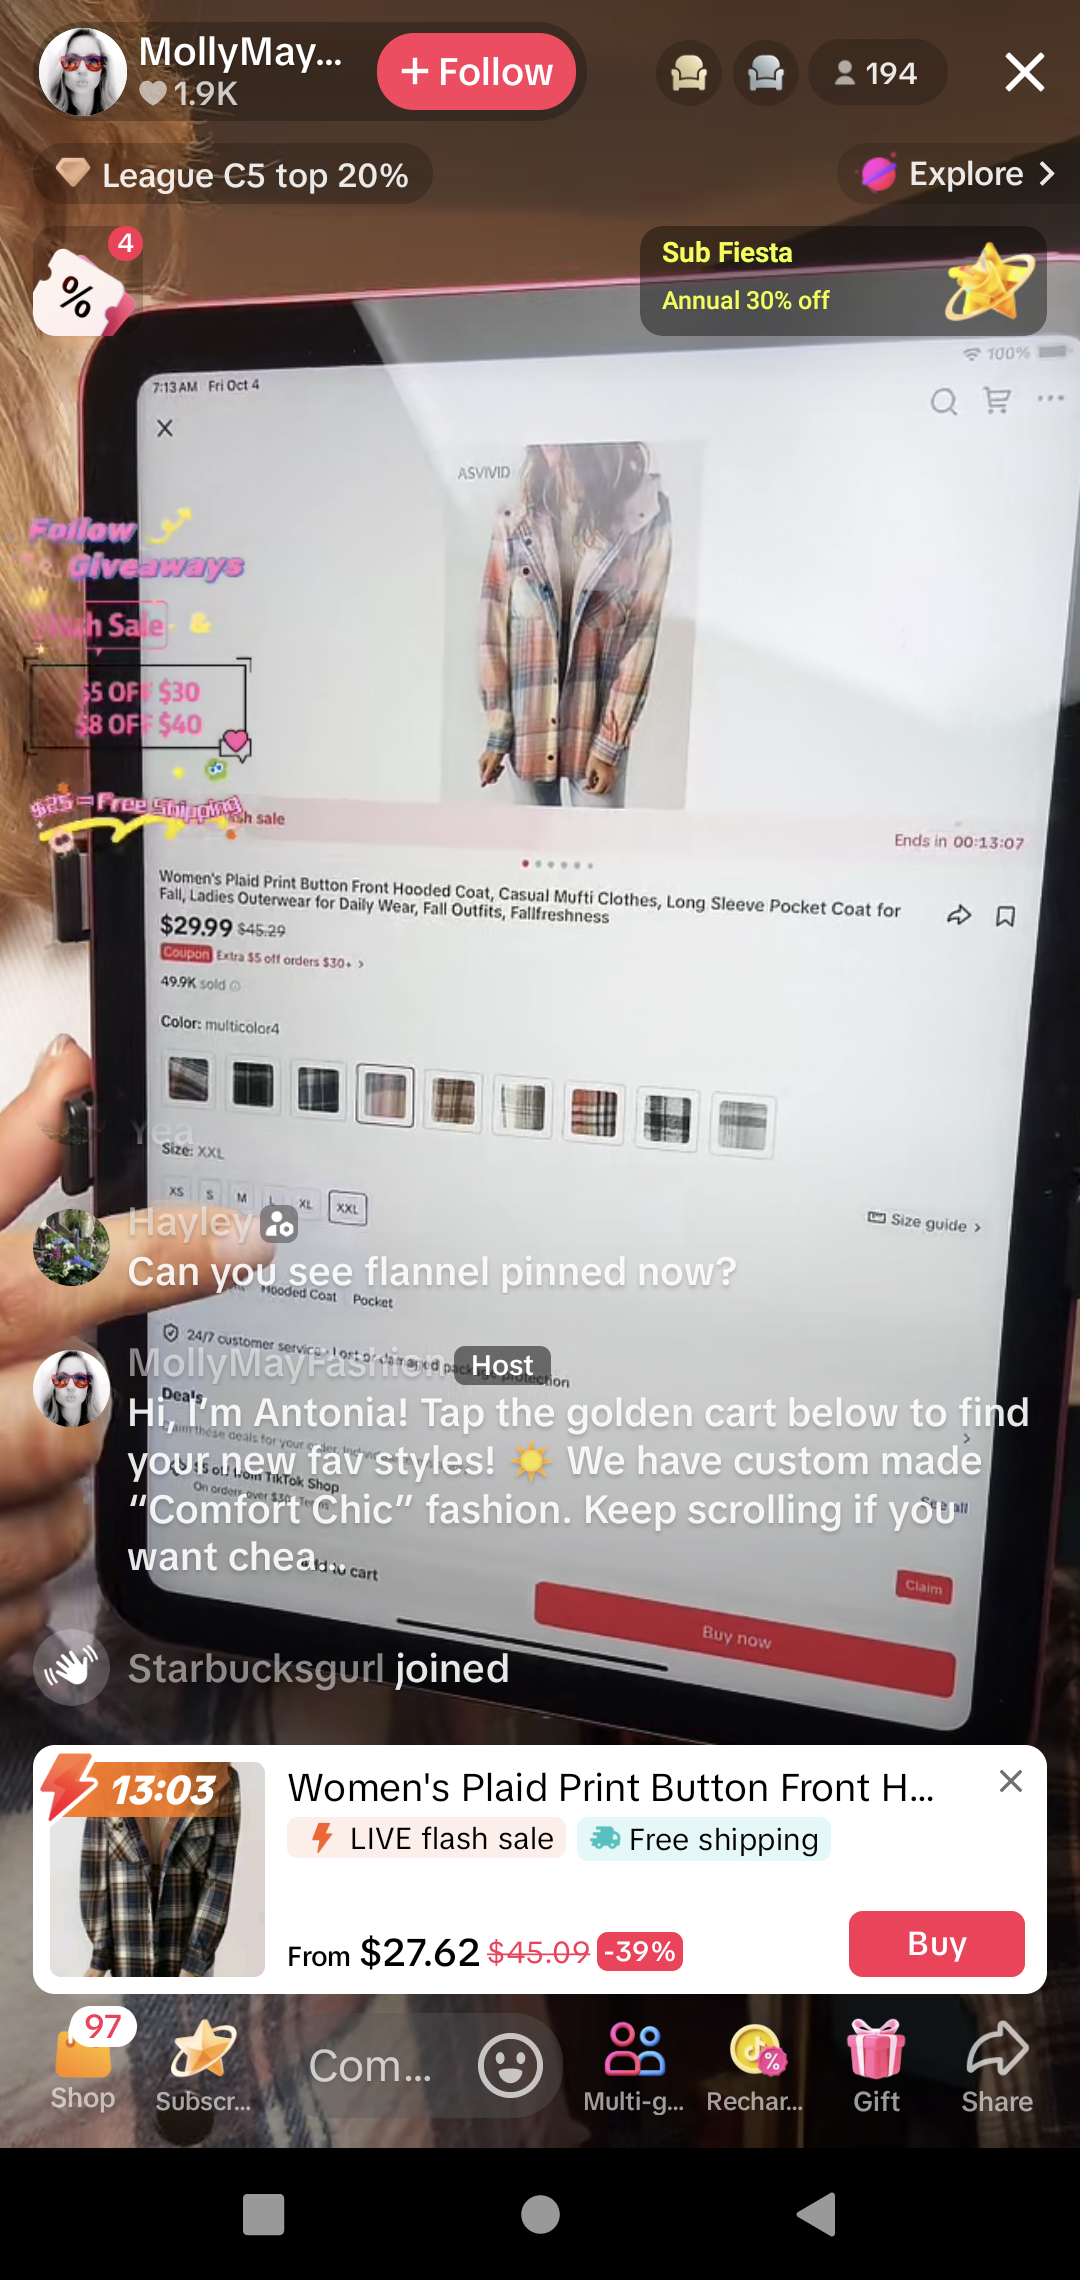 MollyMay...
1.9K
+ Follow
194
League C5 top 20%
Explore >
4
%
Sub Fiesta
Annual 30% off
100%
7:13 AM Fri Oct 4
ASVIVID
Follow
Giveaways
Sale &
$5 OFF $30
$8 OFF $40
$25 = Free Shipping
sh sale
Ends in 00:13:07
Women's Plaid Print Button Front Hooded Coat, Casual Mufti Clothes, Long Sleeve Pocket Coat for
Fall, Ladies Outerwear for Daily Wear, Fall Outfits, Fallfreshness
$29.99 $45.29
Coupon Extra $5 off orders $30+ >
49.9K sold
Color: multicolor4
Yea
Size: XXL
XS S M L XL XXL
Size guide >
Hayley
Can you see flannel pinned now?
Hooded Coat Pocket
24/7 customer service · Lost or damaged package protection
MollyMayFashion Host
Deals
Hi, I'm Antonia! Tap the golden cart below to find
your new fav styles! ☀️ We have custom made
"Comfort Chic" fashion. Keep scrolling if you
want chea...
$5 off from TikTok Shop
On orders over $30 Terms
See all
Add to cart
Claim
Buy now
Starbucksgurl joined
13:03
Women's Plaid Print Button Front H...
LIVE flash sale
Free shipping
From $27.62 $45.09 -39%
Buy
97
Shop
Subscr...
Com...
Multi-g...
Rechar...
%
Gift
Share